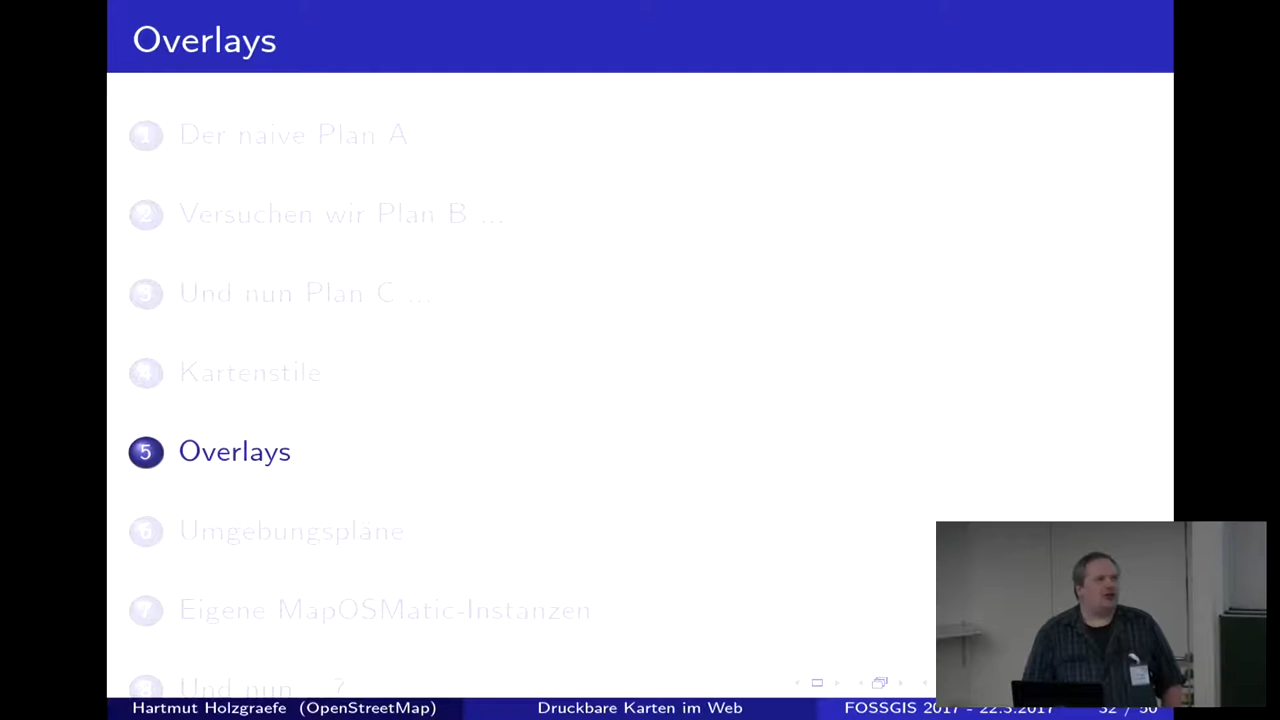 Overlays
1 Der naive Plan A
2 Versuchen wir Plan B ...
3 Und nun Plan C ...
4 Kartenstile
5 Overlays
6 Umgebungspläne
7 Eigene MapOSMatic-Instanzen
8 Und nun ... ?
Hartmut Holzgraefe (OpenStreetMap) Druckbare Karten im Web FOSSGIS 2017 - 22.3.2017 32 / 50